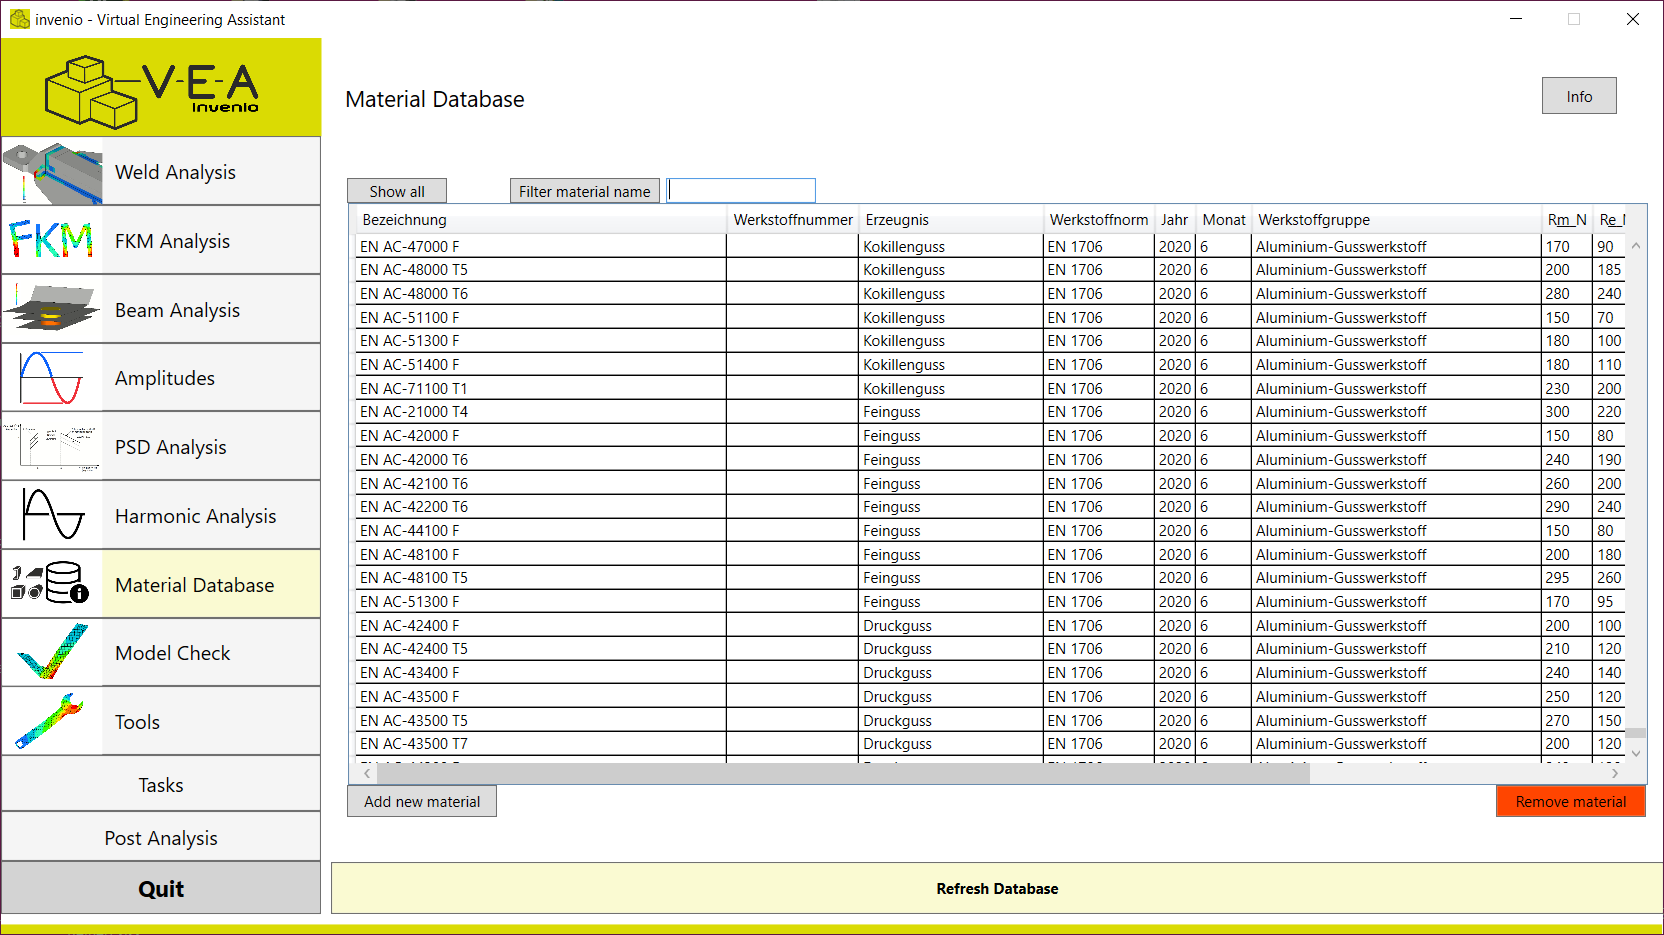 invenio - Virtual Engineering Assistant
V-E-A
invenio
Material Database
Info
Weld Analysis
FKM
FKM Analysis
Beam Analysis
Amplitudes
PSD Analysis
Harmonic Analysis
Material Database
Model Check
Tools
Tasks
Post Analysis
Quit
Show all
Filter material name
Bezeichnung Werkstoffnummer Erzeugnis Werkstoffnorm Jahr Monat Werkstoffgruppe Rm_N Re_N
EN AC-47000 F Kokillenguss EN 1706 2020 6 Aluminium-Gusswerkstoff 170 90
EN AC-48000 T5 Kokillenguss EN 1706 2020 6 Aluminium-Gusswerkstoff 200 185
EN AC-48000 T6 Kokillenguss EN 1706 2020 6 Aluminium-Gusswerkstoff 280 240
EN AC-51100 F Kokillenguss EN 1706 2020 6 Aluminium-Gusswerkstoff 150 70
EN AC-51300 F Kokillenguss EN 1706 2020 6 Aluminium-Gusswerkstoff 180 100
EN AC-51400 F Kokillenguss EN 1706 2020 6 Aluminium-Gusswerkstoff 180 110
EN AC-71100 T1 Kokillenguss EN 1706 2020 6 Aluminium-Gusswerkstoff 230 200
EN AC-21000 T4 Feinguss EN 1706 2020 6 Aluminium-Gusswerkstoff 300 220
EN AC-42000 F Feinguss EN 1706 2020 6 Aluminium-Gusswerkstoff 150 80
EN AC-42000 T6 Feinguss EN 1706 2020 6 Aluminium-Gusswerkstoff 240 190
EN AC-42100 T6 Feinguss EN 1706 2020 6 Aluminium-Gusswerkstoff 260 200
EN AC-42200 T6 Feinguss EN 1706 2020 6 Aluminium-Gusswerkstoff 290 240
EN AC-44100 F Feinguss EN 1706 2020 6 Aluminium-Gusswerkstoff 150 80
EN AC-48100 F Feinguss EN 1706 2020 6 Aluminium-Gusswerkstoff 200 180
EN AC-48100 T5 Feinguss EN 1706 2020 6 Aluminium-Gusswerkstoff 295 260
EN AC-51300 F Feinguss EN 1706 2020 6 Aluminium-Gusswerkstoff 170 95
EN AC-42400 F Druckguss EN 1706 2020 6 Aluminium-Gusswerkstoff 200 100
EN AC-42400 T5 Druckguss EN 1706 2020 6 Aluminium-Gusswerkstoff 210 120
EN AC-43400 F Druckguss EN 1706 2020 6 Aluminium-Gusswerkstoff 240 140
EN AC-43500 F Druckguss EN 1706 2020 6 Aluminium-Gusswerkstoff 250 120
EN AC-43500 T5 Druckguss EN 1706 2020 6 Aluminium-Gusswerkstoff 270 150
EN AC-43500 T7 Druckguss EN 1706 2020 6 Aluminium-Gusswerkstoff 200 120
Add new material
Remove material
Refresh Database